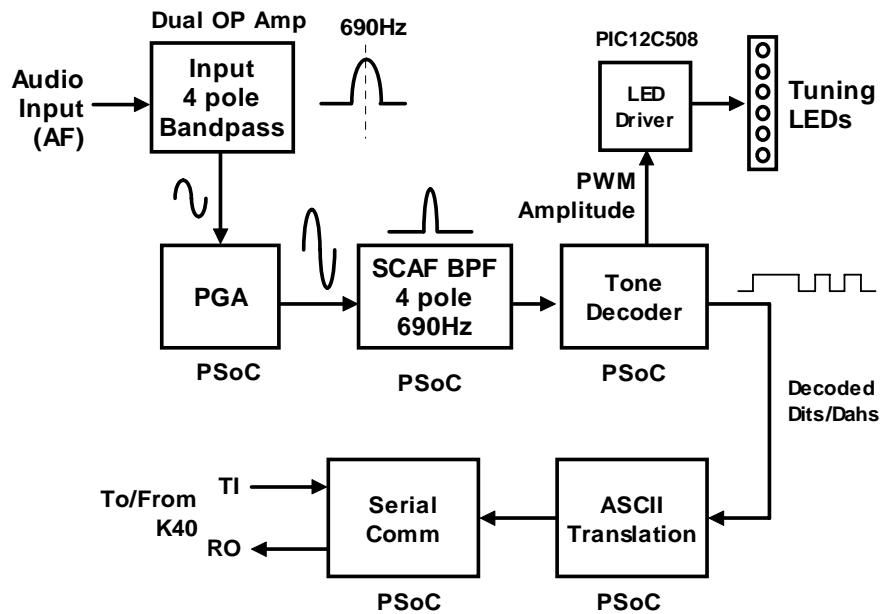 Dual OP Amp
690Hz
PIC12C508
Audio
Input
(AF)
Input
4 pole
Bandpass
LED
Driver
Tuning
LEDs
PWM
Amplitude
PGA
PSoC
SCAF BPF
4 pole
690Hz
PSoC
Tone
Decoder
PSoC
Decoded
Dits/Dahs
To/From
K40
TI
RO
Serial
Comm
PSoC
ASCII
Translation
PSoC